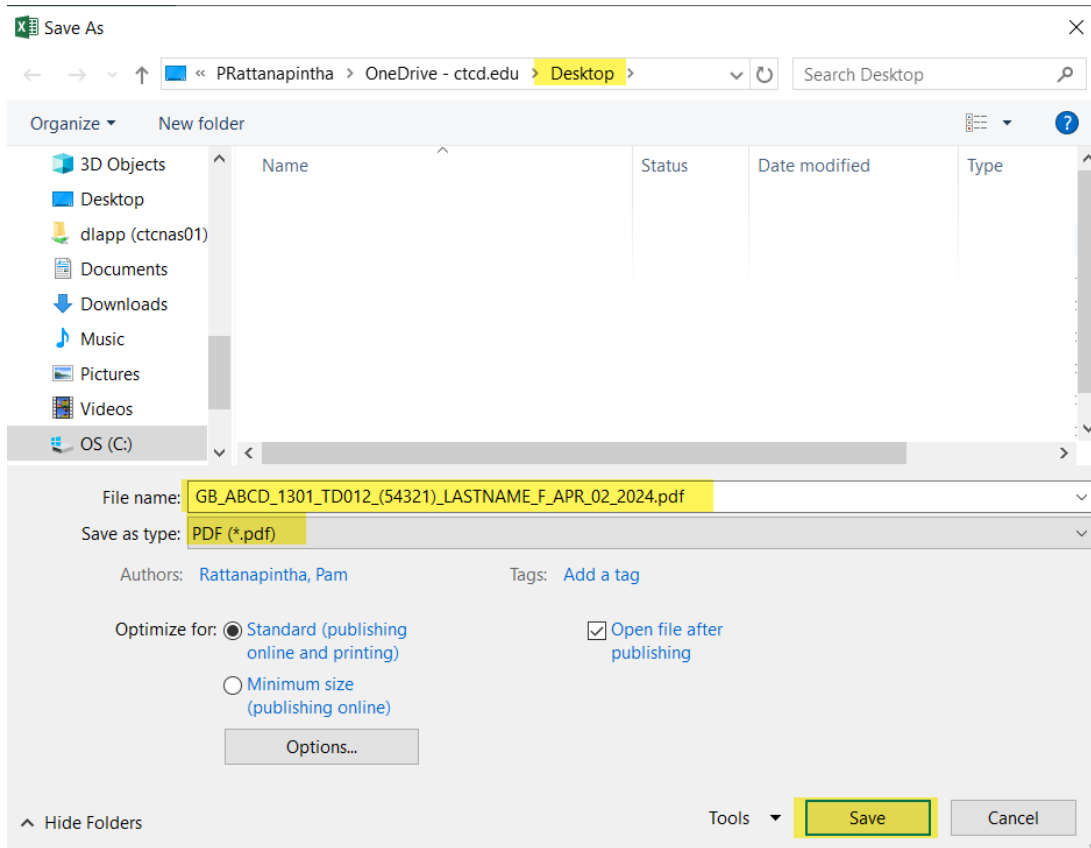 Save As
« PRattanapintha > OneDrive - ctcd.edu > Desktop >
Search Desktop
Organize
New folder
?
3D Objects
Desktop
dlapp (ctcnas01)
Documents
Downloads
Music
Pictures
Videos
OS (C:)
Name Status Date modified Type
File name: GB_ABCD_1301_TD012_(54321)_LASTNAME_F_APR_02_2024.pdf
Save as type: PDF (*.pdf)
Authors: Rattanapintha, Pam Tags: Add a tag
Optimize for: Standard (publishing
online and printing)
Minimum size
(publishing online)
Open file after
publishing
Options...
Hide Folders
Tools
Save
Cancel